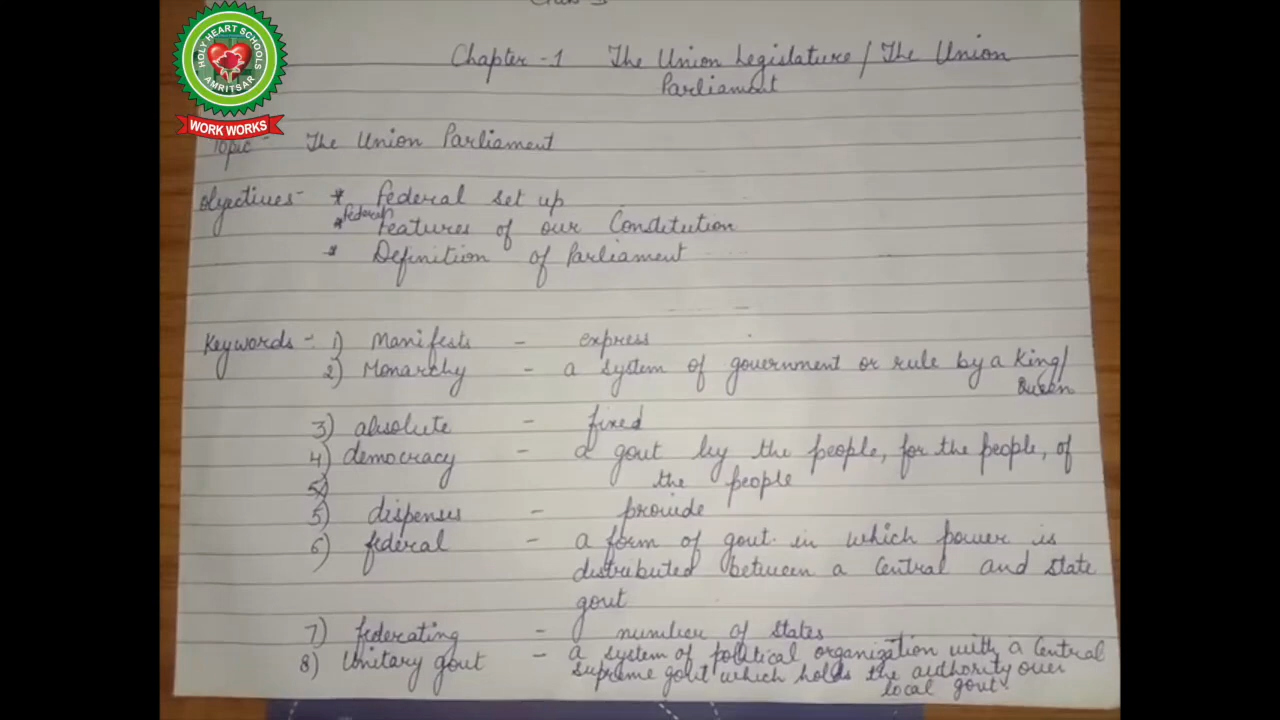 HOLY HEART SCHOOLS
AMRITSAR
WORK WORKS
Chapter -1 The Union Legislature / The Union
Parliament
Topic - The Union Parliament
Objectives - * Federal set up
Federal
* Features of our Constitution
* Definition of Parliament
Keywords - 1) Manifests - express
2) Monarchy - a system of government or rule by a King/
Queen
3) absolute - fixed
4) democracy - a govt by the people, for the people, of
the people
5) dispenses - provide
6) federal - a form of govt. in which power is
distributed between a Central and state
govt
7) federating - number of states
8) Unitary govt - a system of political organization with a Central
supreme govt which holds the authority over
local govt.